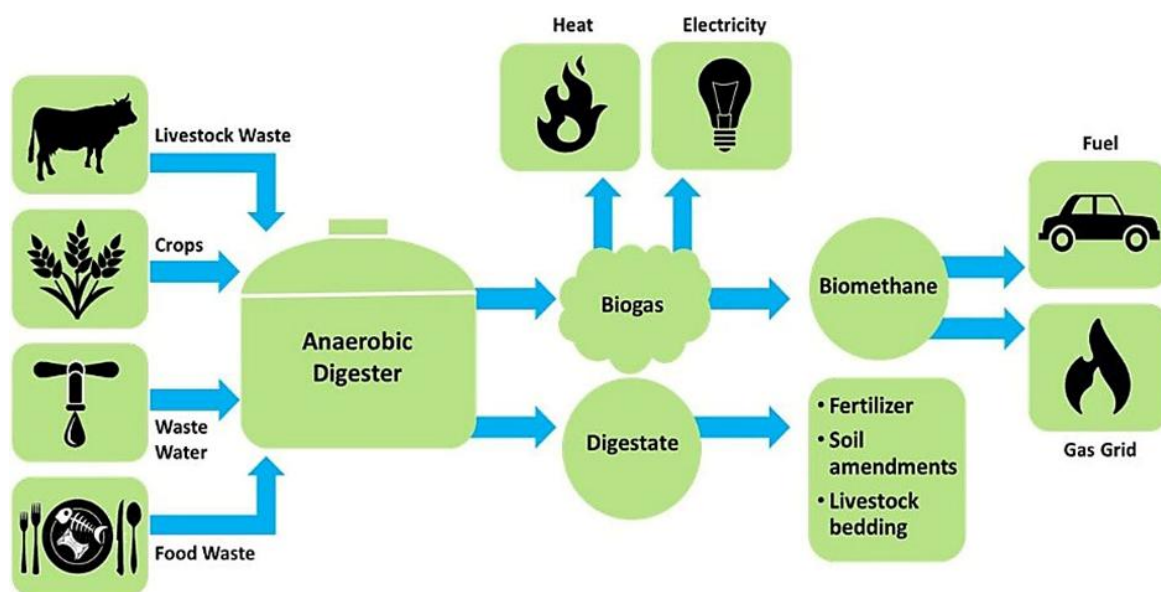 Heat
Electricity
Livestock Waste
Crops
Waste
Water
Food Waste
Anaerobic
Digester
Biogas
Digestate
Biomethane
• Fertilizer
• Soil
amendments
• Livestock
bedding
Fuel
Gas Grid